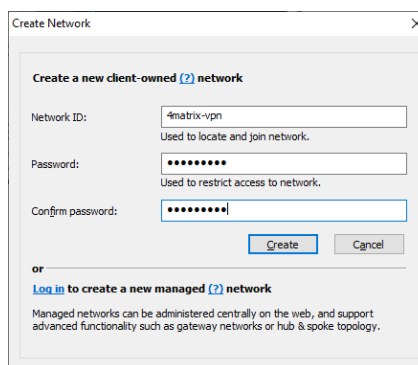 Create Network
Create a new client-owned (?) network
Network ID:
4matrix-vpn
Used to locate and join network.
Password:
●●●●●●●●●
Used to restrict access to network.
Confirm password:
●●●●●●●●●
Create
Cancel
or
Log in to create a new managed (?) network
Managed networks can be administered centrally on the web, and support
advanced functionality such as gateway networks or hub & spoke topology.